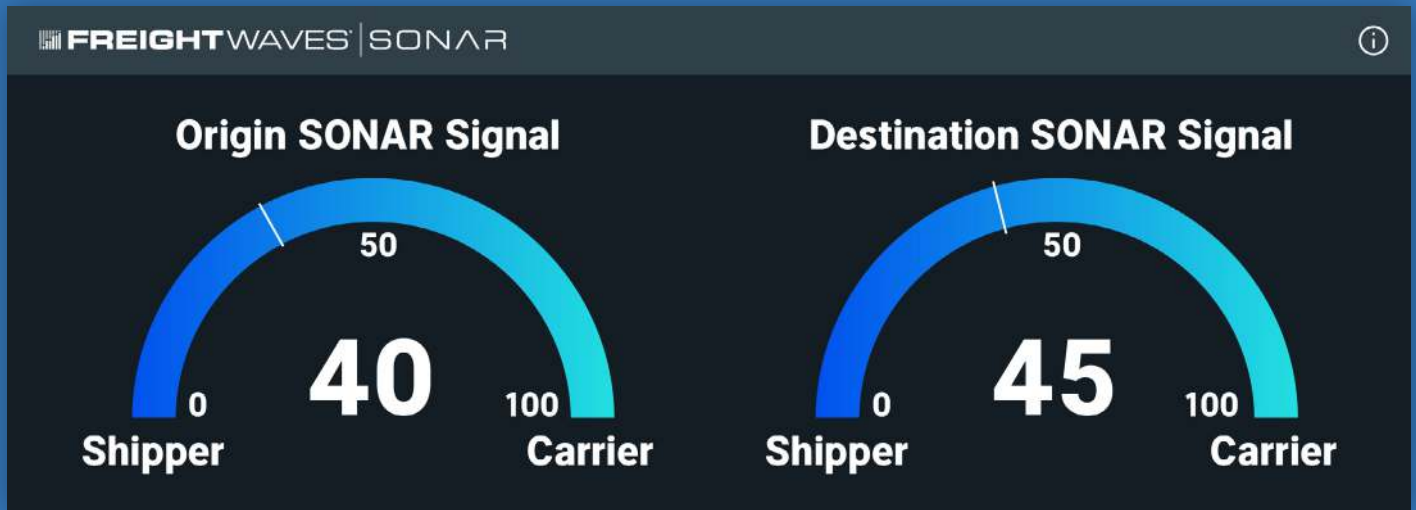 FREIGHTWAVES SONAR
Origin SONAR Signal
50
40
0
100
Shipper
Carrier
Destination SONAR Signal
50
45
0
100
Shipper
Carrier